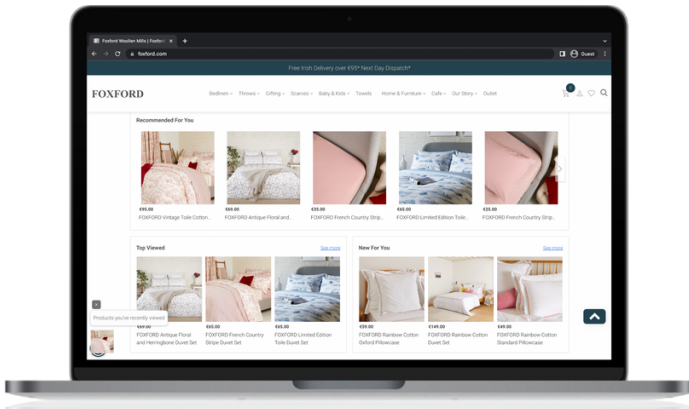 Foxford Woollen Mills | Foxford
foxford.com
Guest
Free Irish Delivery over €95* Next Day Dispatch*
FOXFORD
Bedlinen Throws Gifting Scarves Baby & Kids Towels Home & Furniture Cafe Our Story Outlet
0
Recommended For You
€95.00 €69.00 €35.00 €65.00 €35.00
FOXFORD Vintage Toile Cotton... FOXFORD Antique Floral and... FOXFORD French Country Strip... FOXFORD Limited Edition Toile... FOXFORD French Country Strip...
Top Viewed See more New For You See more
Products you've recently viewed
€69.00 €65.00 €65.00 €39.00 €149.00 €49.00
FOXFORD Antique Floral FOXFORD French Country FOXFORD Limited Edition FOXFORD Rainbow Cotton FOXFORD Rainbow Cotton FOXFORD Rainbow Cotton
and Herringbone Duvet Set Stripe Duvet Set Toile Duvet Set Oxford Pillowcase Duvet Set Standard Pillowcase